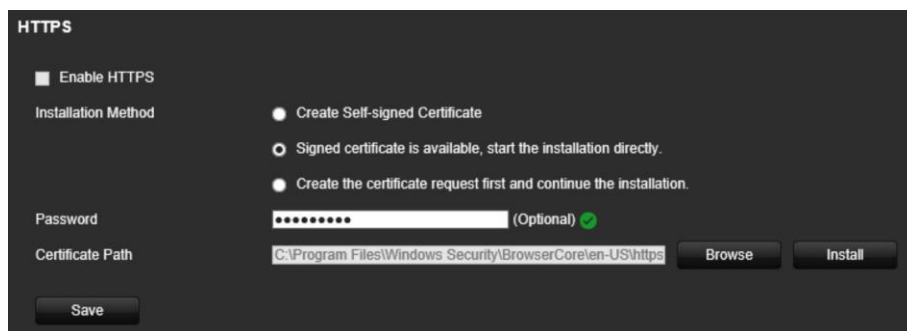 HTTPS
Enable HTTPS
Installation Method
Create Self-signed Certificate
Signed certificate is available, start the installation directly.
Create the certificate request first and continue the installation.
Password ●●●●●●●●● (Optional)
Certificate Path C:\Program Files\Windows Security\BrowserCore\en-US\https Browse Install
Save